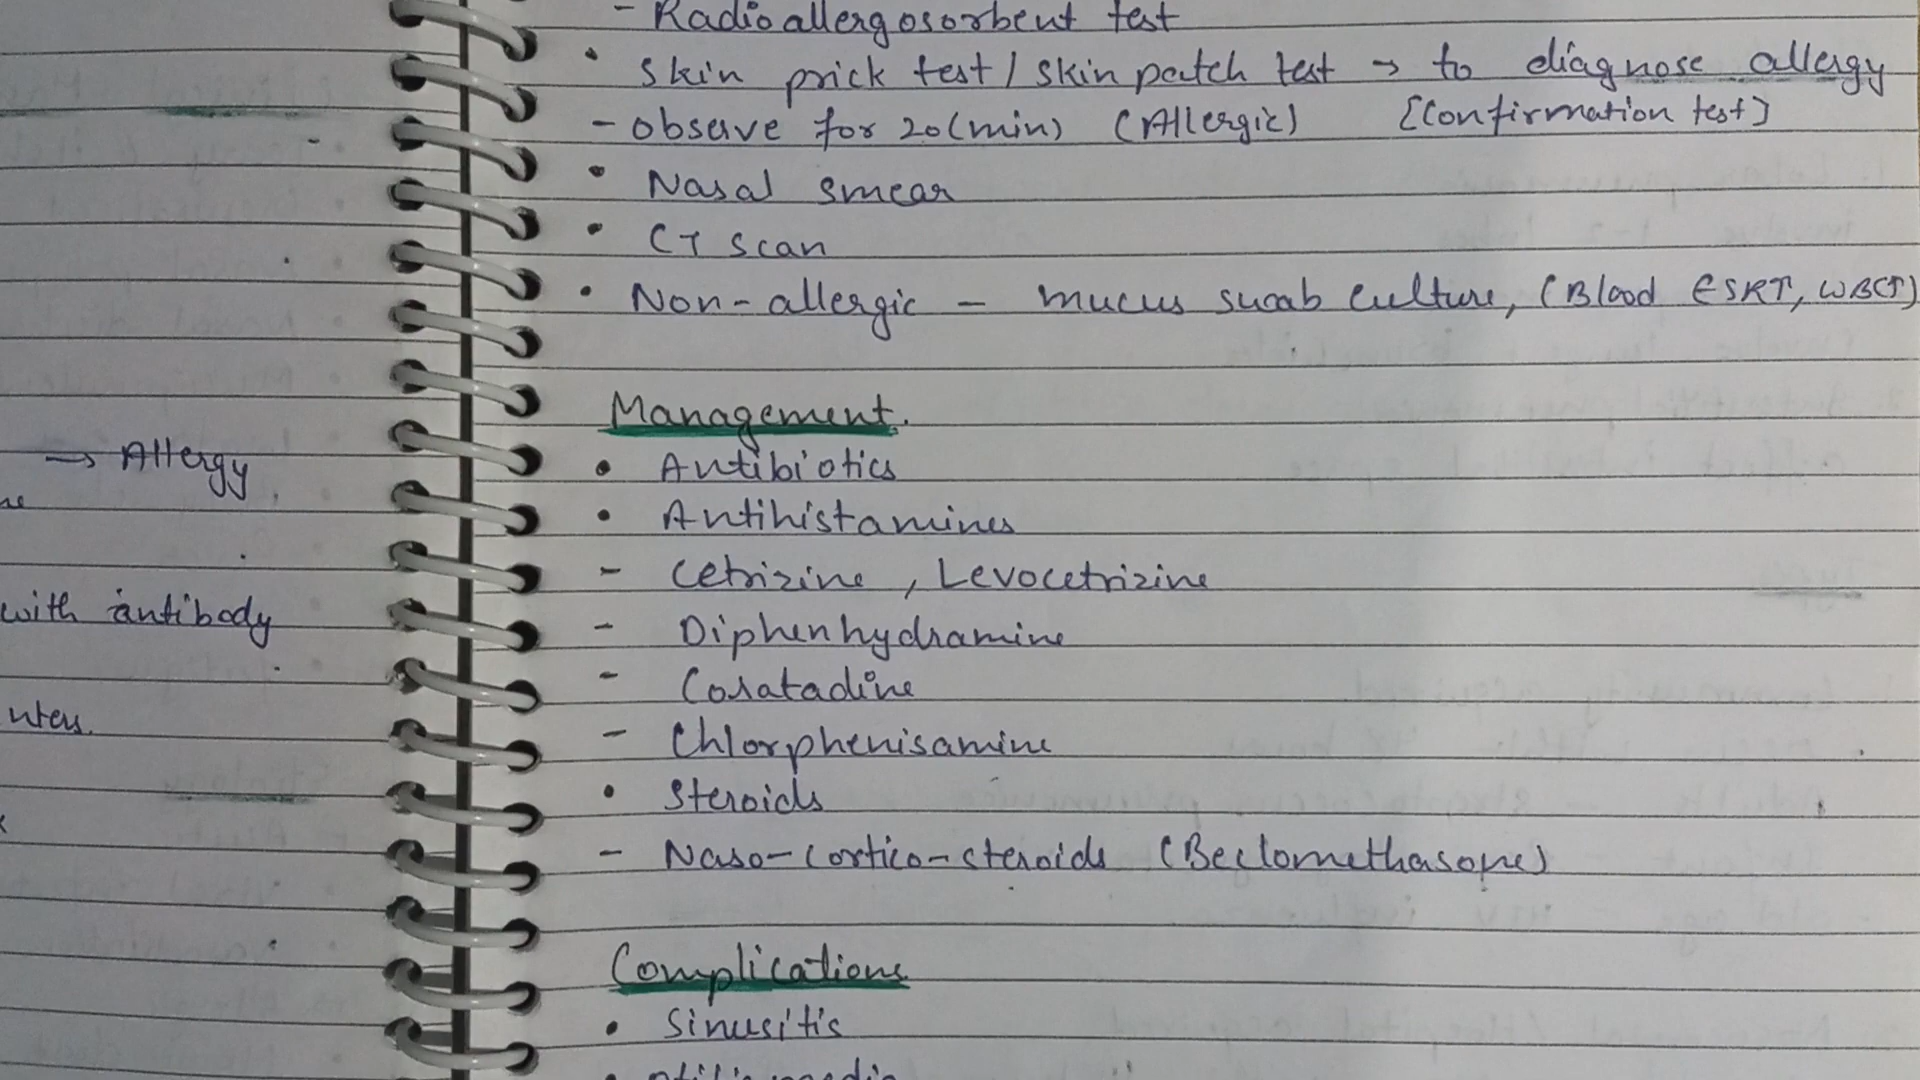 - Radioallergosorbent test
• Skin prick test / skin patch test → to diagnose allergy
- observe for 20 (min) (Allergic) [Confirmation test]
• Nasal smear
• CT scan
• Non-allergic - mucus swab culture, (Blood ESRT, WBCT)
Management.
• Antibiotics
• Antihistamines
- Cetrizine, Levocetrizine
- Diphenhydramine
- Coratadine
- Chlorphenisamine
• Steroids
- Naso-cortico-steroids (Beclomethasone)
Complications
• Sinusitis
• otitis media
→ Allergy
with antibody